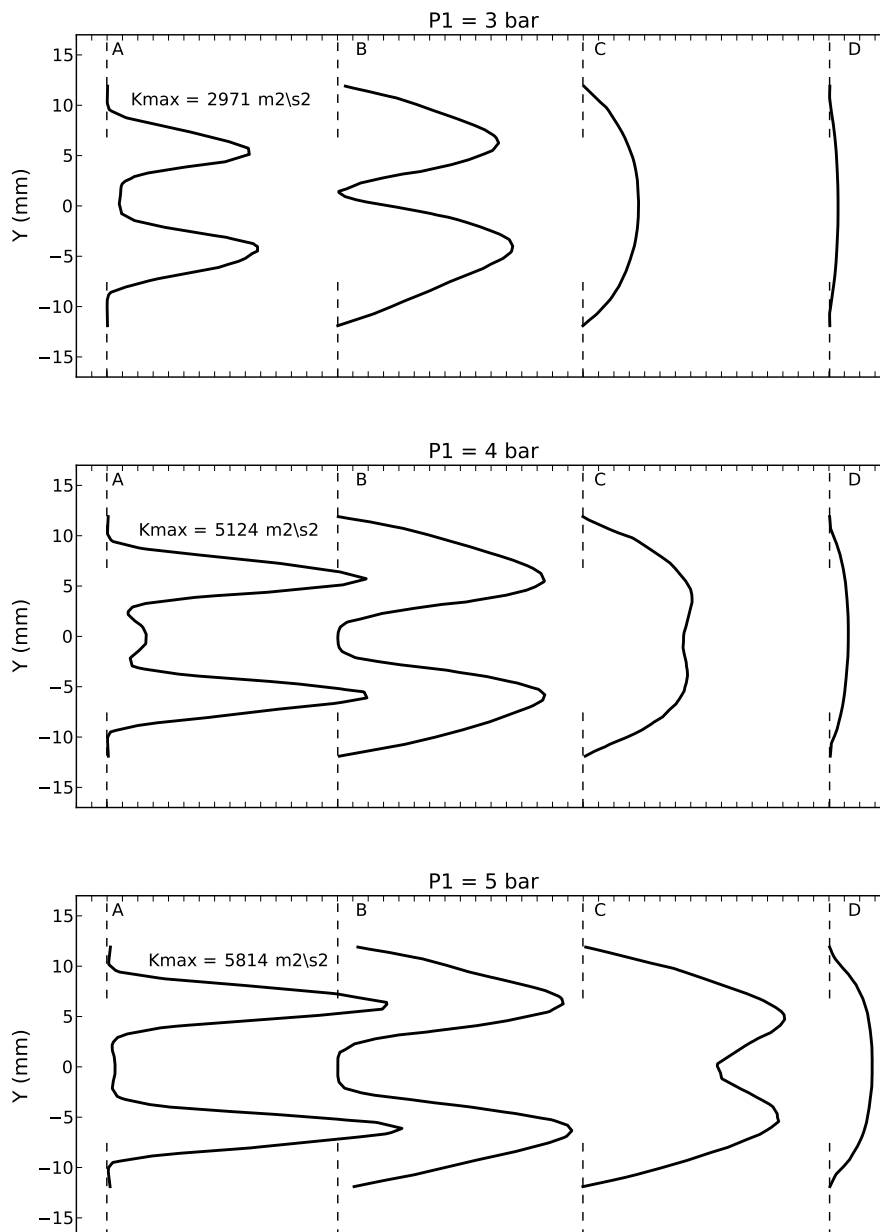 P1 = 3 bar
A B C D
Kmax = 2971 m2\s2
10
5
0
−5
−10
−15
Y (mm)
P1 = 4 bar
15
A B C D
Kmax = 5124 m2\s2
10
5
0
−5
−10
−15
Y (mm)
P1 = 5 bar
15
A B C D
Kmax = 5814 m2\s2
10
5
0
−5
−10
−15
Y (mm)
15